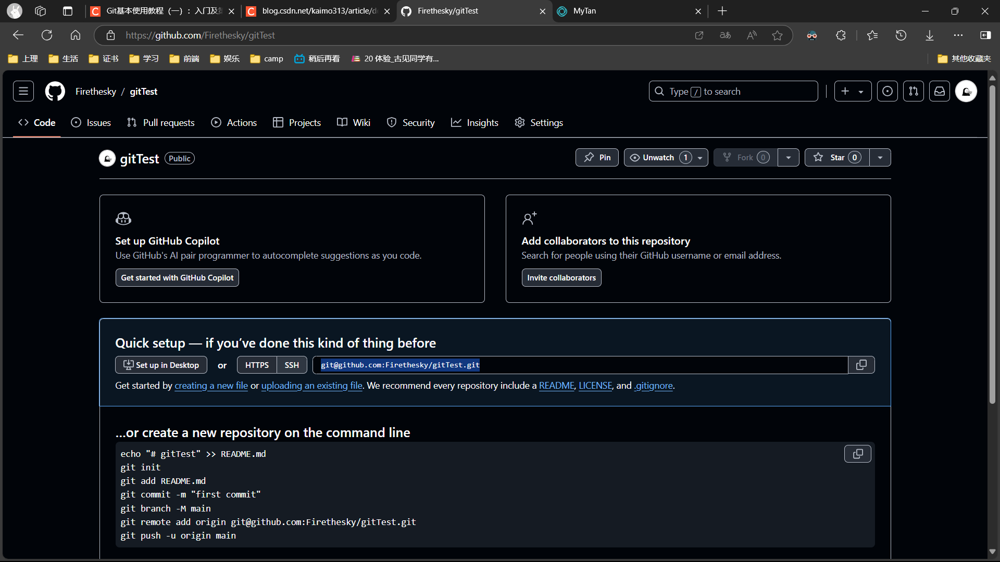 Git基本使用教程（一）：入门及
blog.csdn.net/kaimo313/article/d
Firethesky/gitTest
MyTan
https://github.com/Firethesky/gitTest
上理
生活
证书
学习
前端
娱乐
camp
稍后再看
20 体验_古见同学有...
其他收藏夹
Firethesky / gitTest
Type / to search
Code
Issues
Pull requests
Actions
Projects
Wiki
Security
Insights
Settings
gitTest Public
Pin
Unwatch 1
Fork 0
Star 0
Set up GitHub Copilot
Use GitHub's AI pair programmer to autocomplete suggestions as you code.
Get started with GitHub Copilot
Add collaborators to this repository
Search for people using their GitHub username or email address.
Invite collaborators
Quick setup — if you’ve done this kind of thing before
Set up in Desktop or HTTPS SSH git@github.com:Firethesky/gitTest.git
Get started by creating a new file or uploading an existing file. We recommend every repository include a README, LICENSE, and .gitignore.
…or create a new repository on the command line
echo "# gitTest" >> README.md
git init
git add README.md
git commit -m "first commit"
git branch -M main
git remote add origin git@github.com:Firethesky/gitTest.git
git push -u origin main